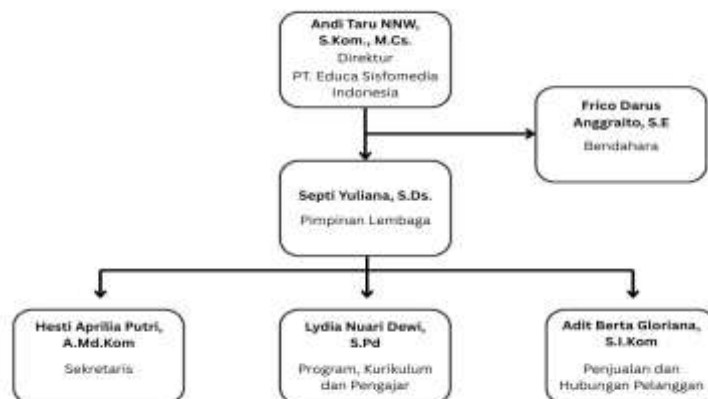 Andi Taru NNW,
S.Kom., M.Cs.
Direktur
PT. Educa Sisfomedia
Indonesia
Frico Darus
Anggraito, S.E
Bendahara
Septi Yuliana, S.Ds.
Pimpinan Lembaga
Hesti Aprilia Putri,
A.Md.Kom
Sekretaris
Lydia Nuari Dewi,
S.Pd
Program, Kurikulum
dan Pengajar
Adit Berta Gloriana,
S.I.Kom
Penjualan dan
Hubungan Pelanggan